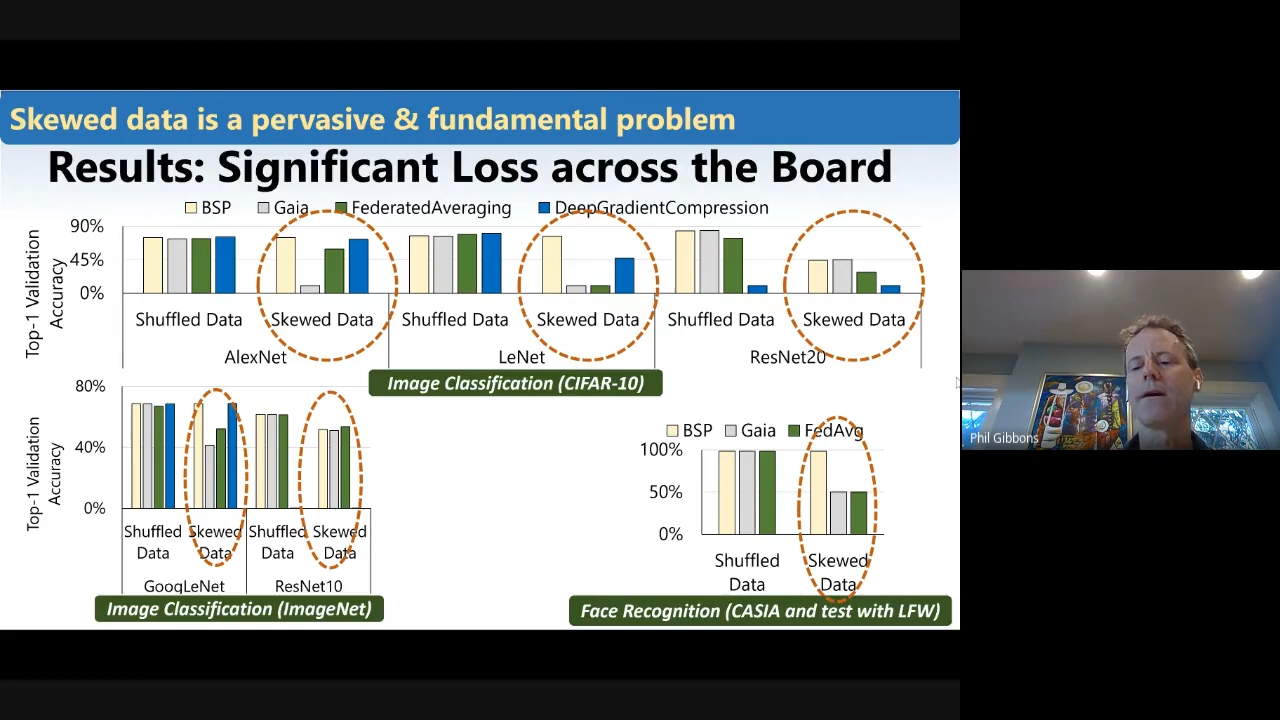 Skewed data is a pervasive & fundamental problem
Results: Significant Loss across the Board
BSP Gaia FederatedAveraging DeepGradientCompression
Top-1 Validation
Accuracy
90%
45%
0%
Shuffled Data Skewed Data Shuffled Data Skewed Data Shuffled Data Skewed Data
AlexNet LeNet ResNet20
Image Classification (CIFAR-10)
Top-1 Validation
Accuracy
80%
40%
0%
Shuffled Skewed Shuffled Skewed
Data Data Data Data
GoogLeNet ResNet10
Image Classification (ImageNet)
BSP Gaia FedAvg
100%
50%
0%
Shuffled Skewed
Data Data
Face Recognition (CASIA and test with LFW)
Phil Gibbons